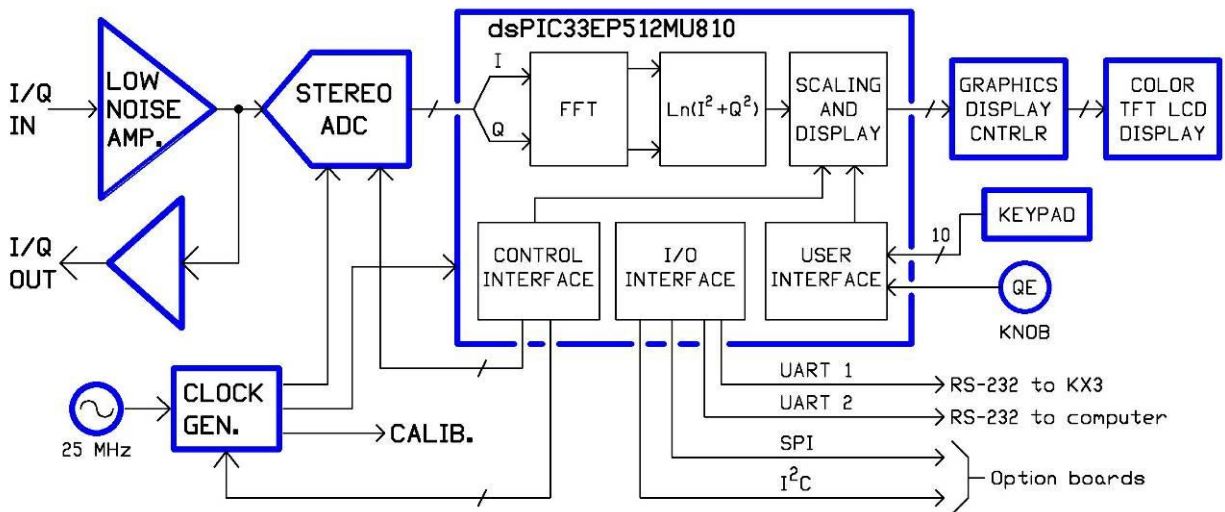 dsPIC33EP512MU810
I/Q
IN
LOW
NOISE
AMP.
STEREO
ADC
I
Q
FFT
Ln(I²+Q²)
SCALING
AND
DISPLAY
GRAPHICS
DISPLAY
CNTRLR
COLOR
TFT LCD
DISPLAY
I/Q
OUT
CONTROL
INTERFACE
I/O
INTERFACE
USER
INTERFACE
10
KEYPAD
QE
KNOB
25 MHz
CLOCK
GEN.
CALIB.
UART 1
RS-232 to KX3
UART 2
RS-232 to computer
SPI
I²C
Option boards